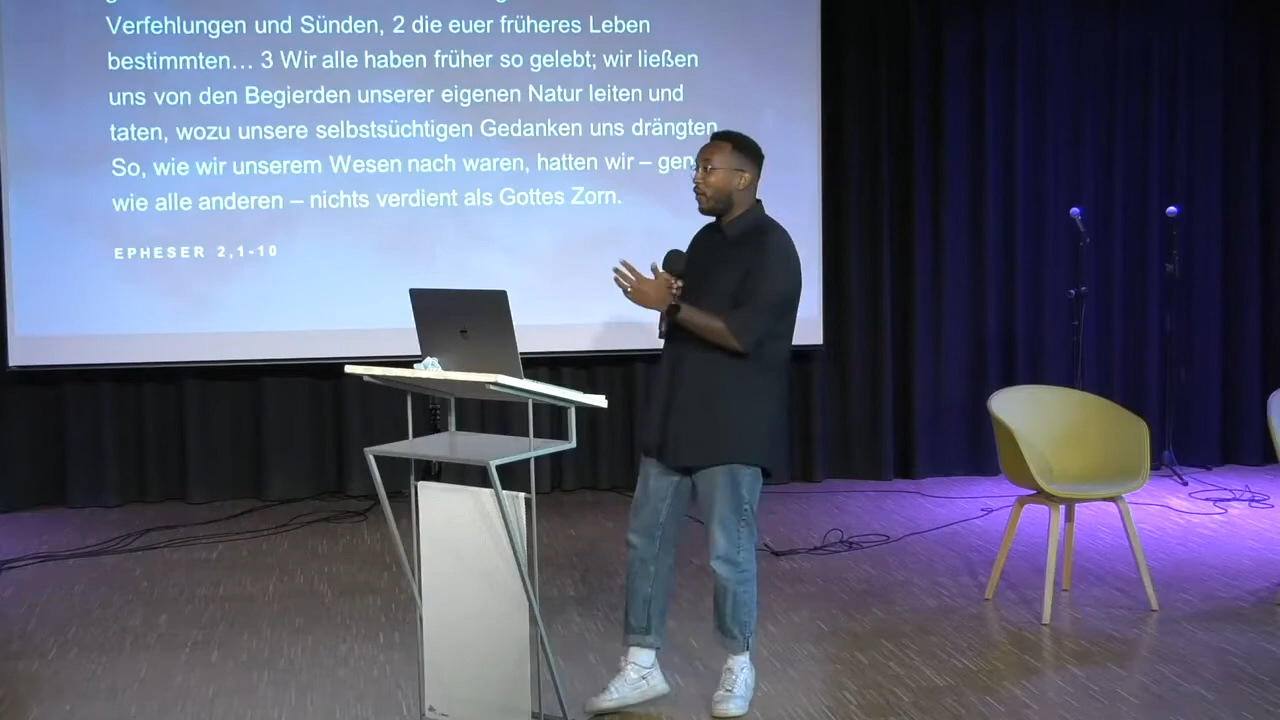 Verfehlungen und Sünden, 2 die euer früheres Leben
bestimmten… 3 Wir alle haben früher so gelebt; wir ließen
uns von den Begierden unserer eigenen Natur leiten und
taten, wozu unsere selbstsüchtigen Gedanken uns drängten.
So, wie wir unserem Wesen nach waren, hatten wir – gen
wie alle anderen – nichts verdient als Gottes Zorn.
EPHESER 2,1-10